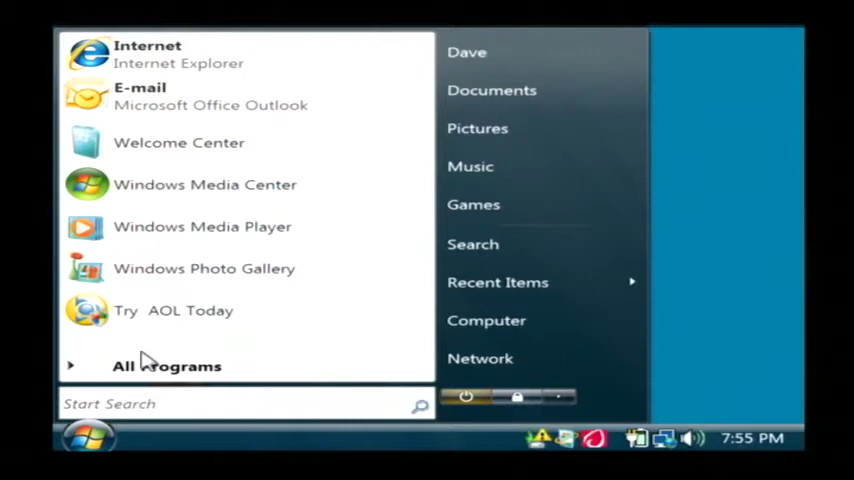 Internet
Internet Explorer
E-mail
Microsoft Office Outlook
Welcome Center
Windows Media Center
Windows Media Player
Windows Photo Gallery
Try AOL Today
All Programs
Start Search
Dave
Documents
Pictures
Music
Games
Search
Recent Items
Computer
Network
7:55 PM